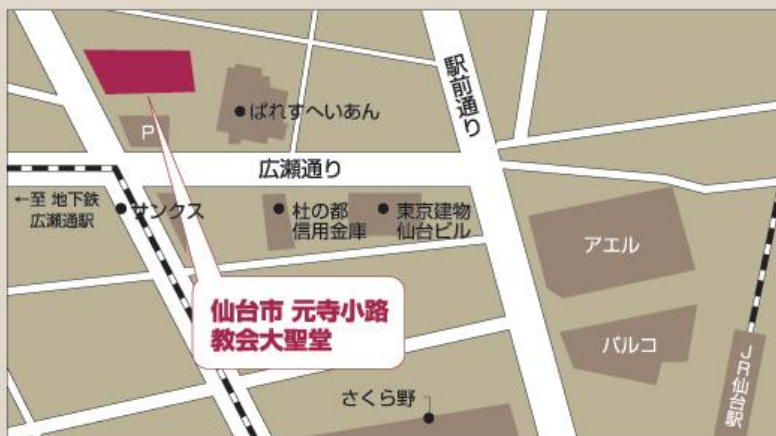 駅前通り
ぱれすへいあん
P
広瀬通り
←至 地下鉄
広瀬通駅
サンクス
杜の都
信用金庫
東京建物
仙台ビル
アエル
仙台市 元寺小路
教会大聖堂
パルコ
JR仙台駅
さくら野